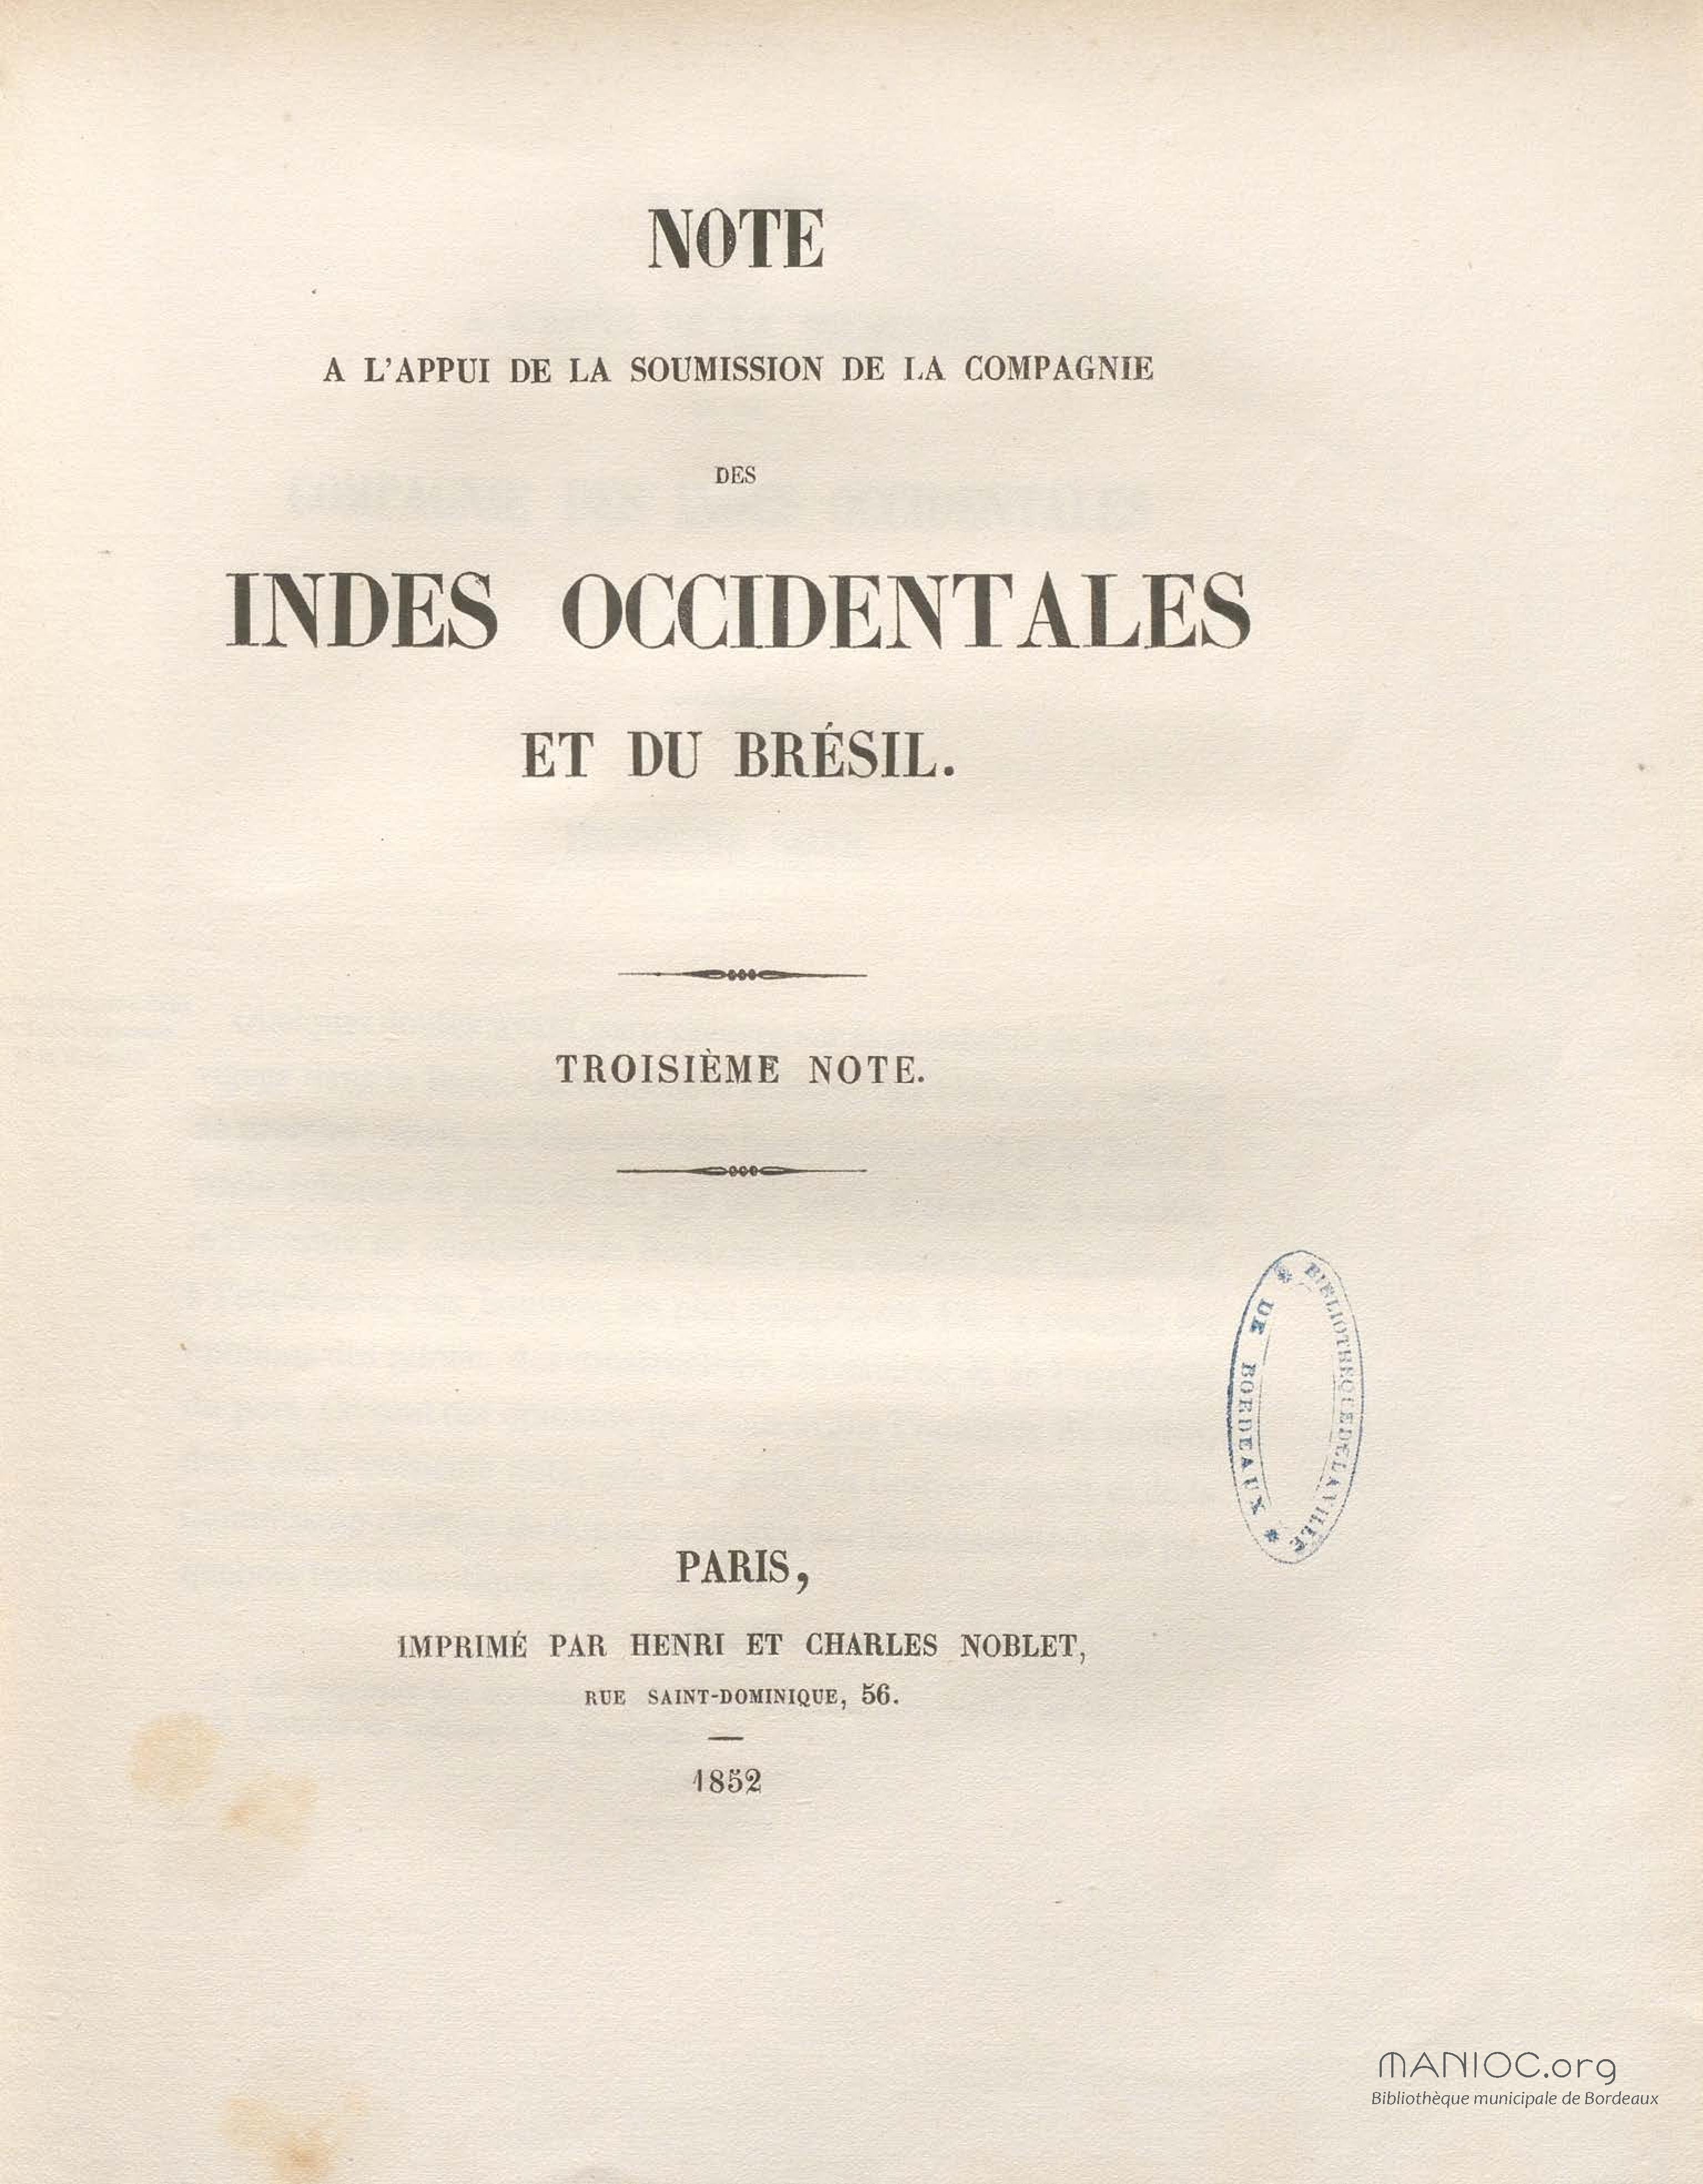 NOTE
A L'APPUI DE LA SOUMISSION DE LA COMPAGNIE
DES
INDES OCCIDENTALES
ET DU BRÉSIL.
TROISIÈME NOTE.
BIBLIOTHEQUE DE LA VILLE
* DE BORDEAUX *
PARIS,
IMPRIMÉ PAR HENRI ET CHARLES NOBLET,
RUE SAINT-DOMINIQUE, 56.
1852
MANIOC.org
Bibliothèque municipale de Bordeaux